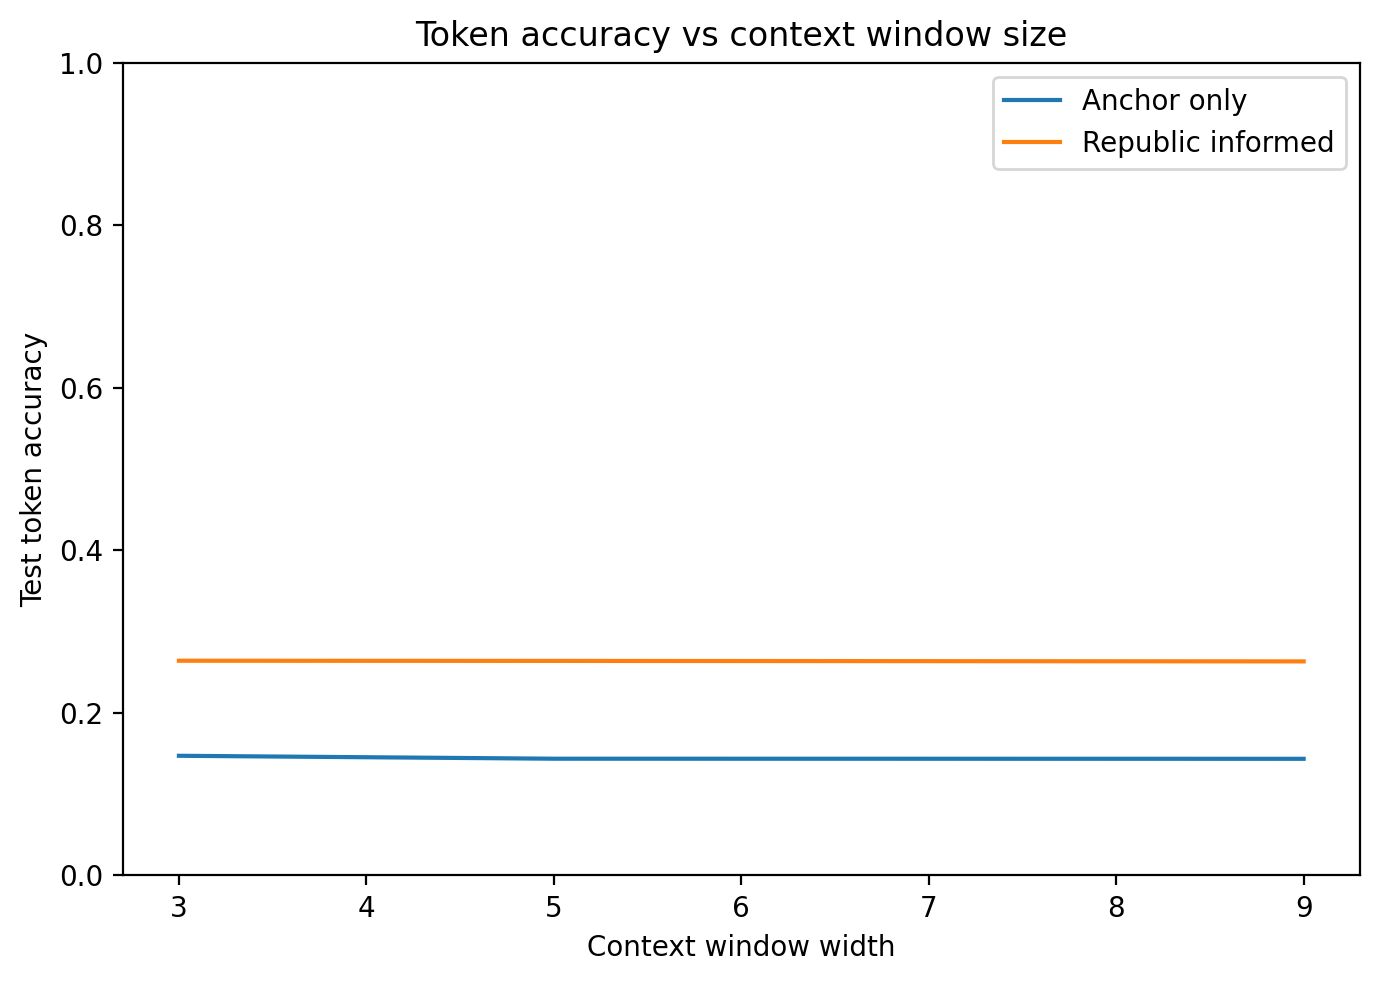 Token accuracy vs context window size
Anchor only
Republic informed
Test token accuracy
1.0
0.8
0.6
0.4
0.2
0.0
3 4 5 6 7 8 9
Context window width